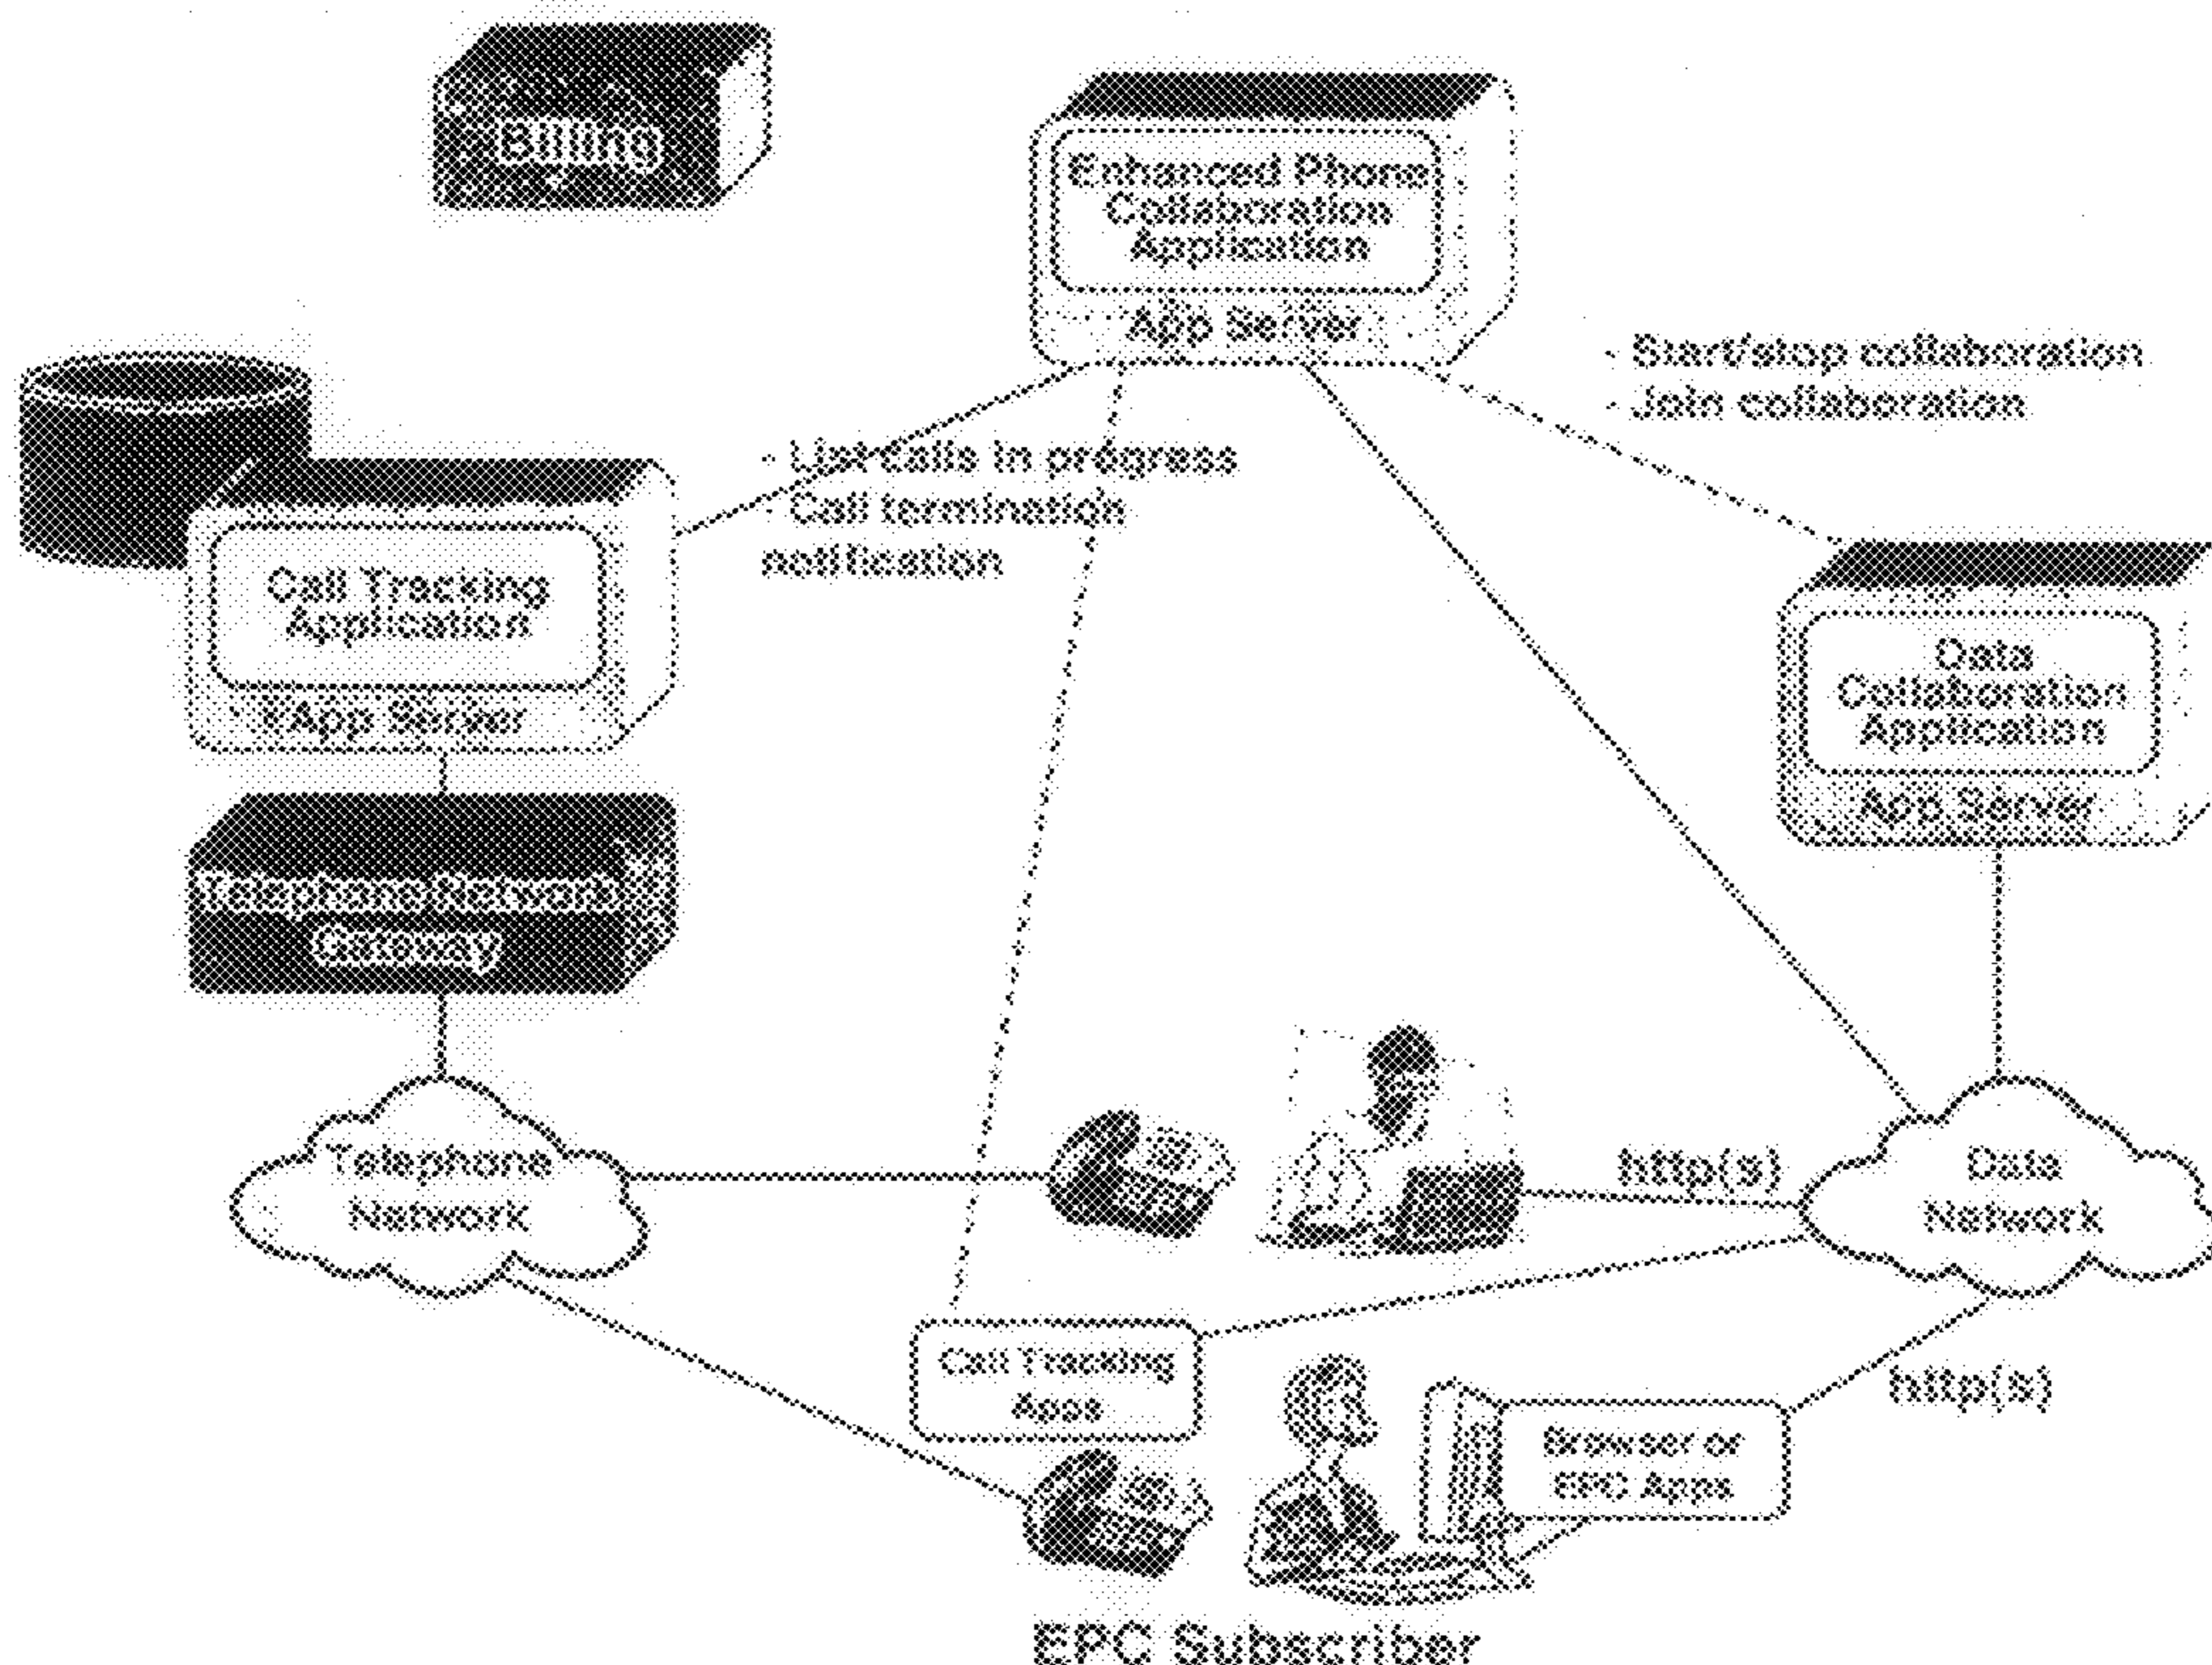 Billing
Enhanced Phone
Collaboration
Application
App Server
- Start/stop collaboration
- Join collaboration
- List calls in progress
- Call termination
notification
Call Tracking
Application
App Server
Data
Collaboration
Application
App Server
Telephone Network
Gateway
Telephone
Network
http(s)
Data
Network
Call Tracking
Apps
http(s)
Browser or
EPC Apps
EPC Subscriber